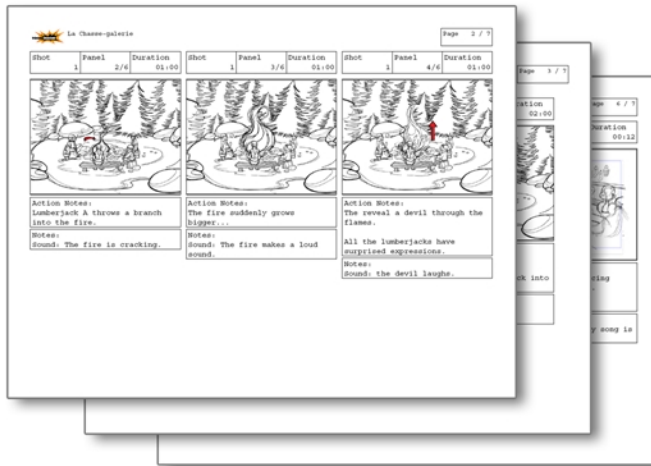 La Chasse-galerie
Page 2 / 7
Shot Panel Duration
1 2/6 01:00
Shot Panel Duration
1 3/6 01:00
Shot Panel Duration
1 4/6 01:00
Action Notes:
Lumberjack A throws a branch
into the fire.
Notes:
Sound: The fire is cracking.
Action Notes:
The fire suddenly grows
bigger...
Notes:
Sound: The fire makes a loud
sound.
Action Notes:
The reveal a devil through the
flames.
All the lumberjacks have
surprised expressions.
Notes:
Sound: the devil laughs.
Page 3 / 7
02:00
into
/ 7
Duration
00:12
song is